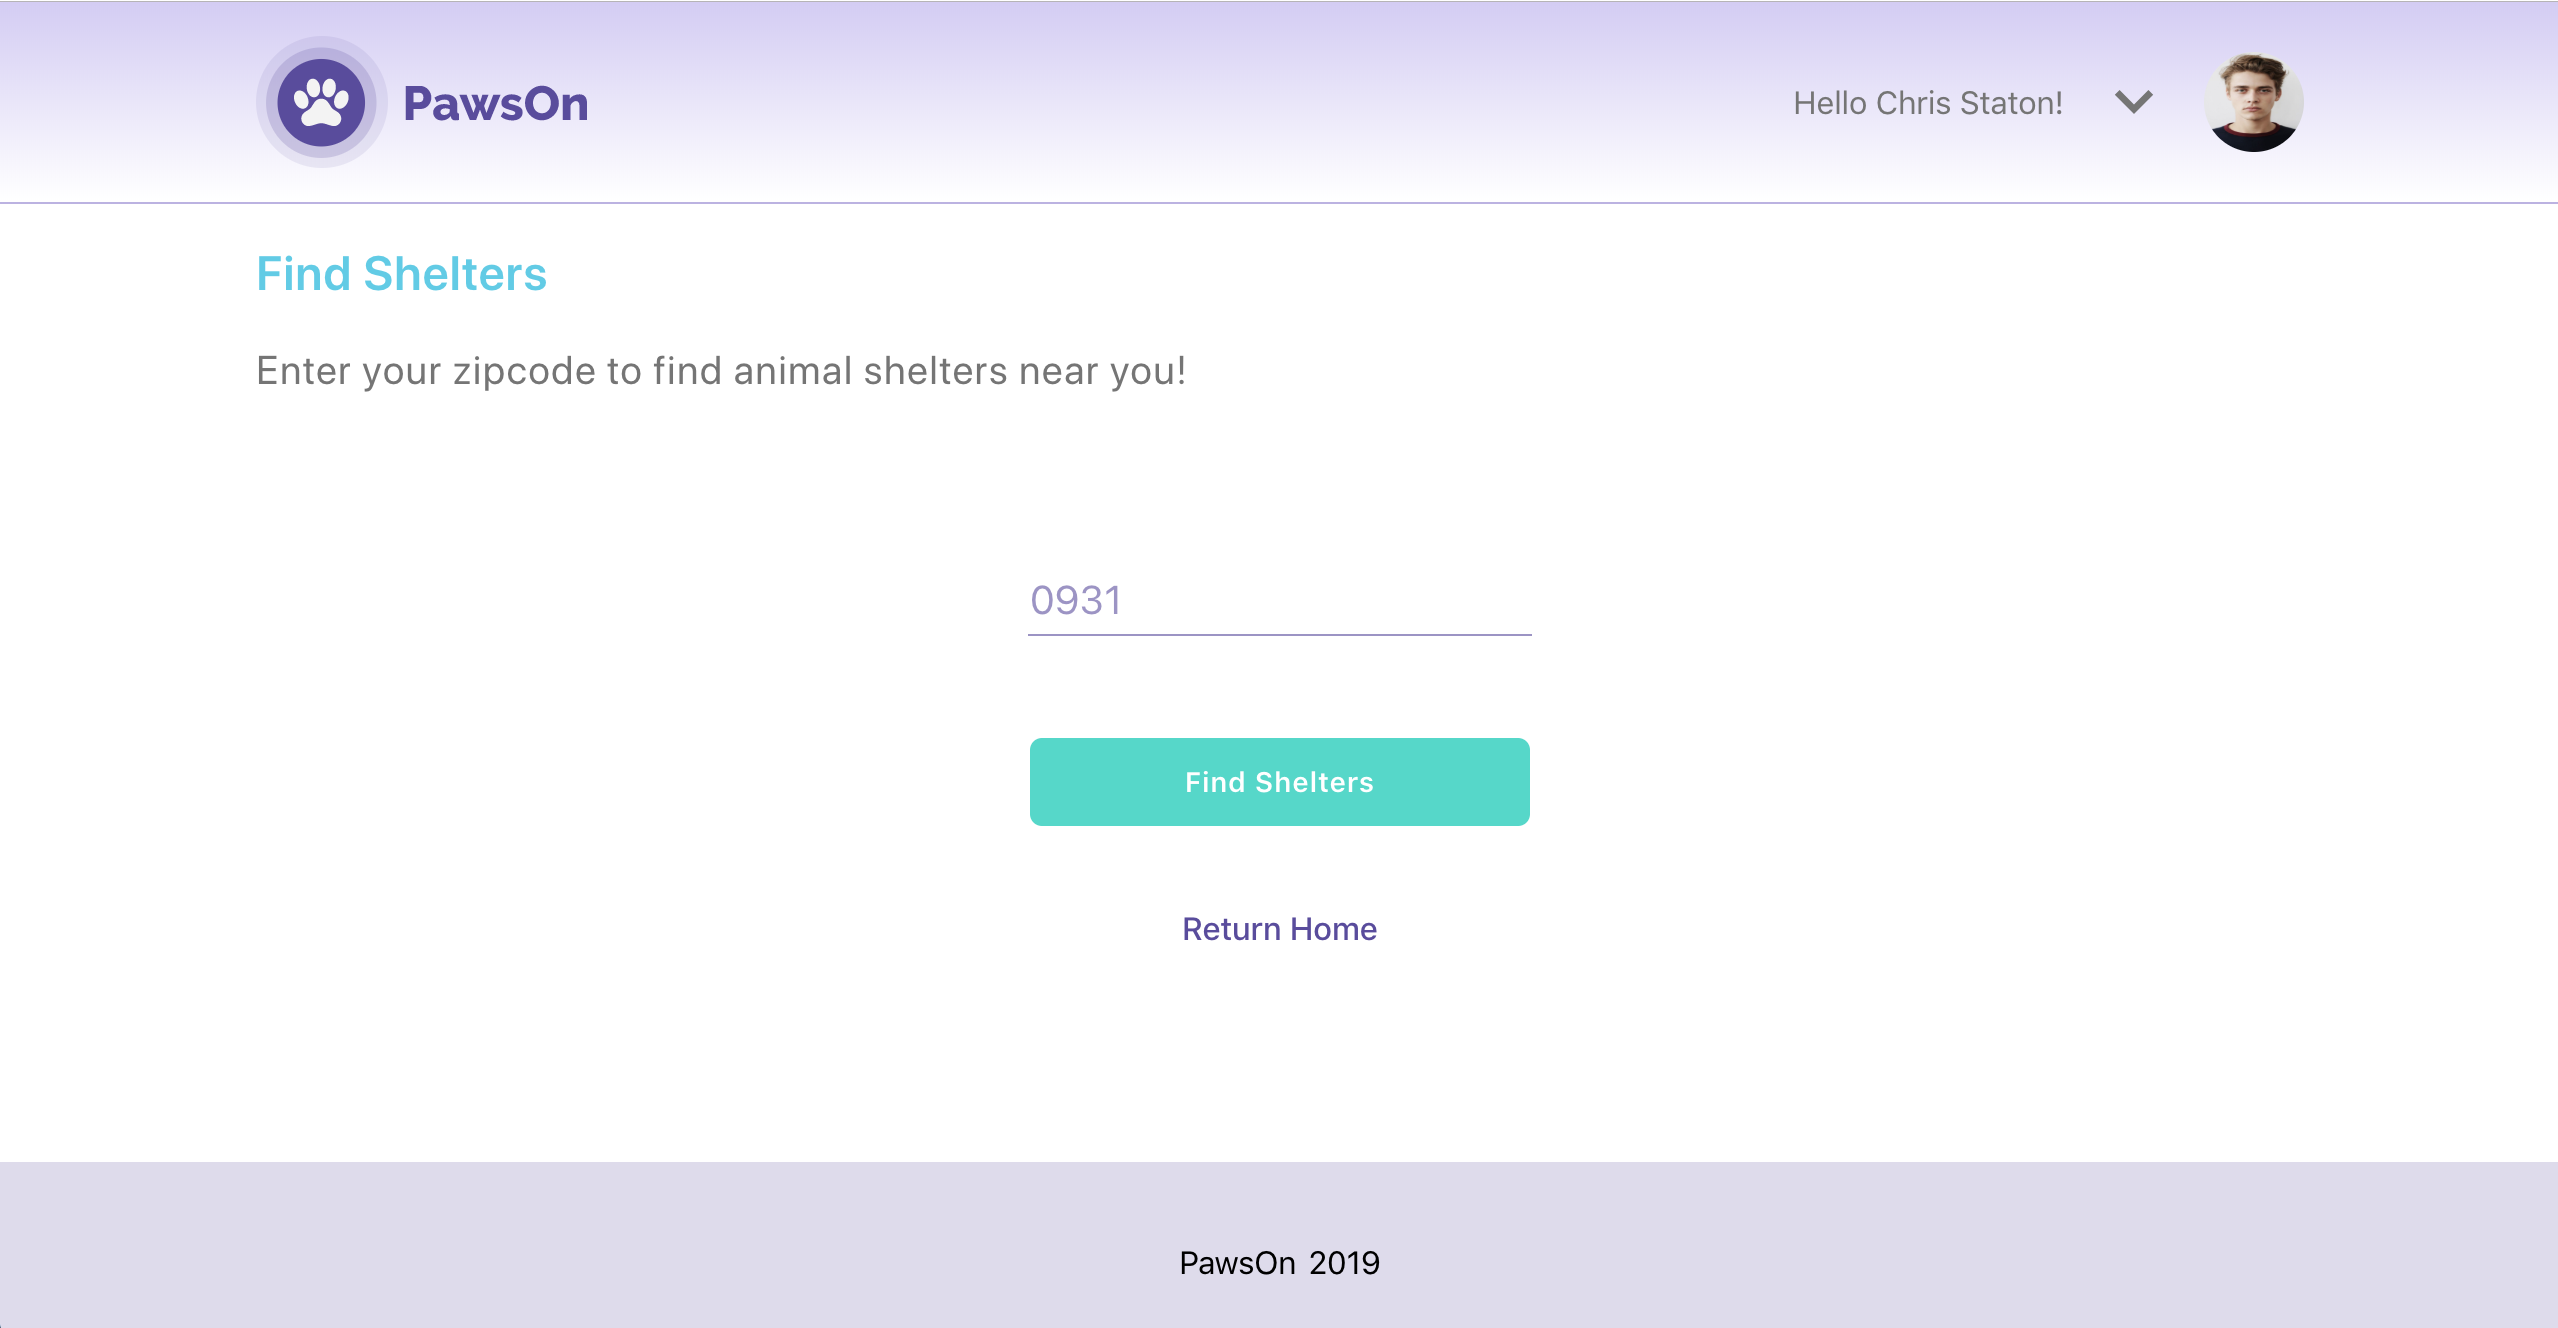 PawsOn
Hello Chris Staton!
Find Shelters
Enter your zipcode to find animal shelters near you!
0931
Find Shelters
Return Home
PawsOn 2019